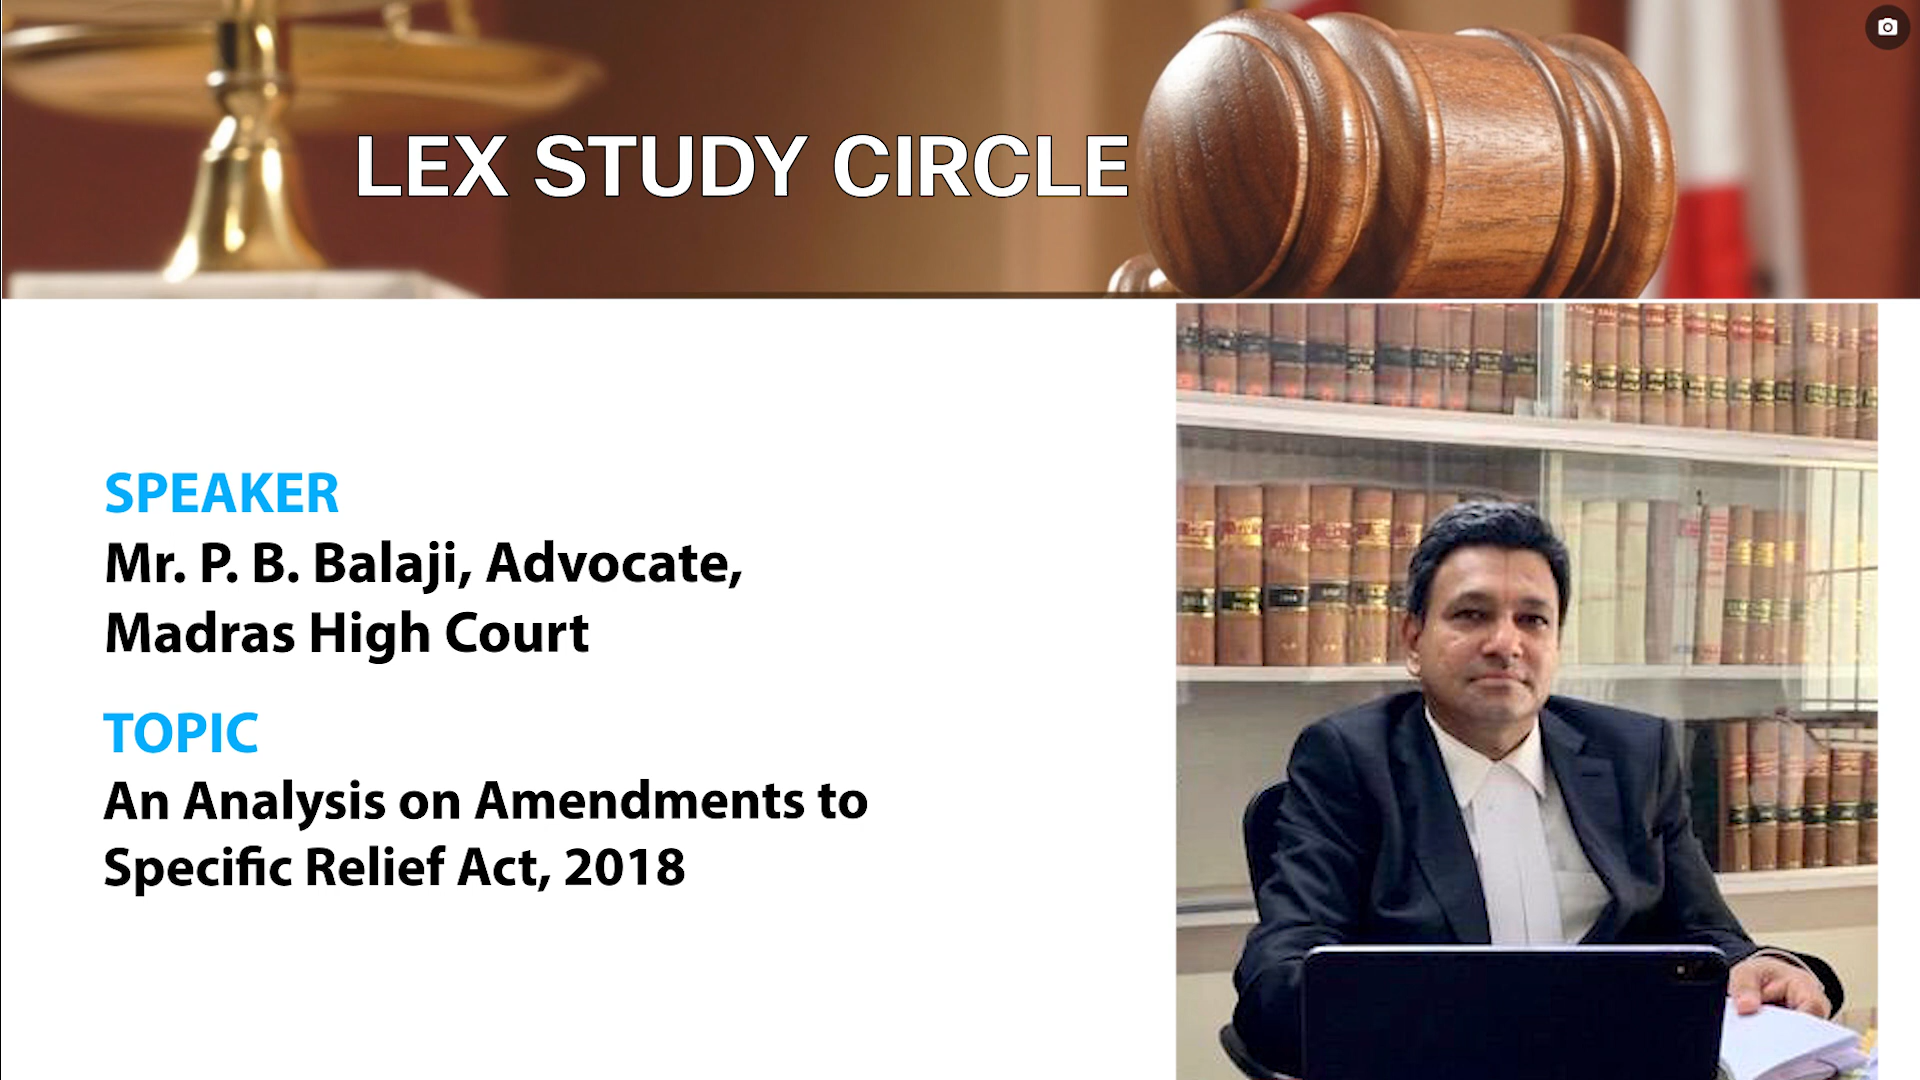 LEX STUDY CIRCLE
SPEAKER
Mr. P. B. Balaji, Advocate,
Madras High Court
TOPIC
An Analysis on Amendments to
Specific Relief Act, 2018